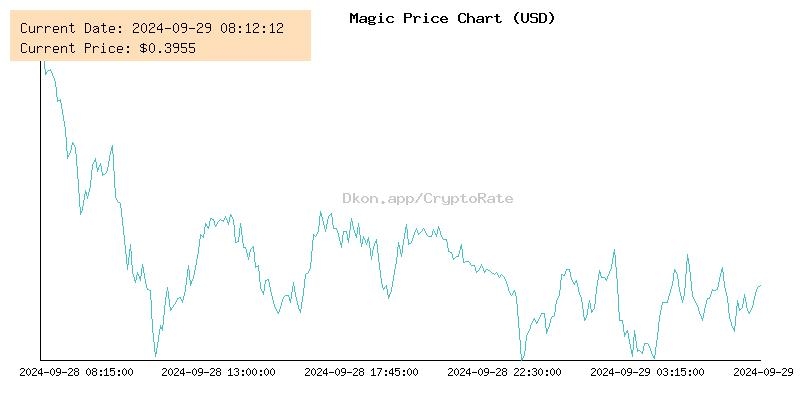 Magic Price Chart (USD)
Current Date: 2024-09-29 08:12:12
Current Price: $0.3955
Dkon.app/CryptoRate
2024-09-28 08:15:00 2024-09-28 13:00:00 2024-09-28 17:45:00 2024-09-28 22:30:00 2024-09-29 03:15:00 2024-09-29